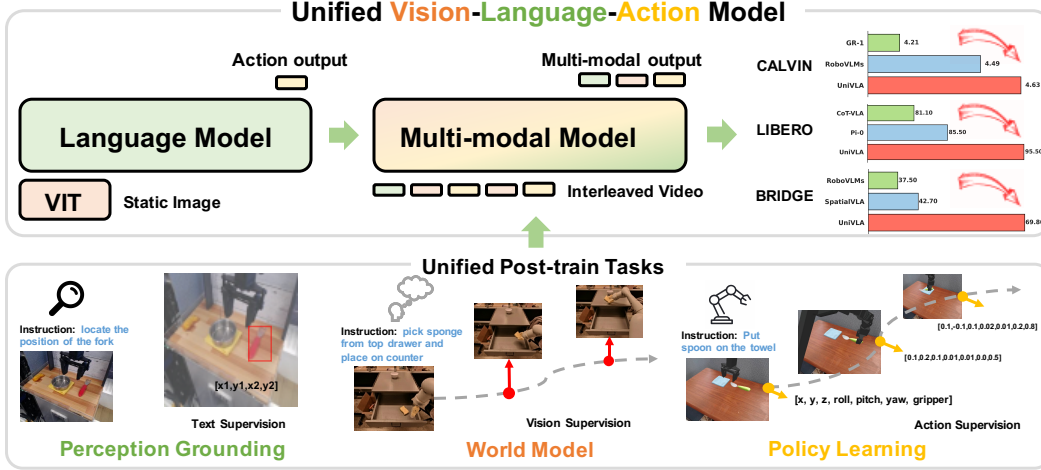 Unified Vision-Language-Action Model
Action output
Multi-modal output
Language Model
Multi-modal Model
VIT
Static Image
Interleaved Video
CALVIN
GR-1
4.21
RoboVLMs
4.49
UniVLA
4.63
LIBERO
CoT-VLA
81.10
Pi-0
85.50
UniVLA
95.50
BRIDGE
RoboVLMs
37.50
SpatialVLA
42.70
UniVLA
69.80
Unified Post-train Tasks
Instruction: locate the
position of the fork
[x1,y1,x2,y2]
Text Supervision
Perception Grounding
Instruction: pick sponge
from top drawer and
place on counter
Vision Supervision
World Model
Instruction: Put
spoon on the towel
[0.1,-0.1,0.1,0.02,0.01,0.2,0.8]
[0.1,0.2,0.1,0.01,0.01,0.0,0.5]
[x, y, z, roll, pitch, yaw, gripper]
Action Supervision
Policy Learning